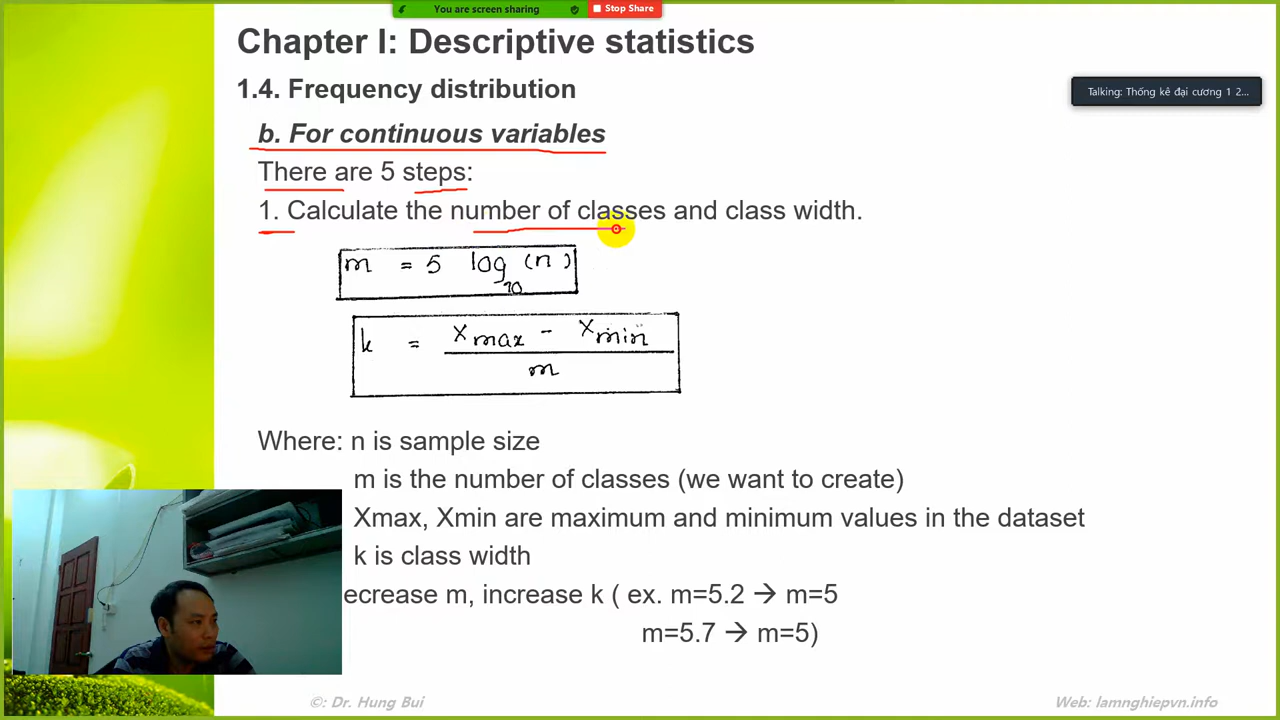 You are screen sharing
Stop Share
Chapter I: Descriptive statistics
1.4. Frequency distribution
Talking: Thống kê đại cương 1 2...
b. For continuous variables
There are 5 steps:
1. Calculate the number of classes and class width.
m = 5 log10 (n)
k = Xmax - Xmin
m
Where: n is sample size
m is the number of classes (we want to create)
Xmax, Xmin are maximum and minimum values in the dataset
k is class width
ecrease m, increase k ( ex. m=5.2 → m=5
m=5.7 → m=5)
©: Dr. Hung Bui
Web: lamnghiepvn.info